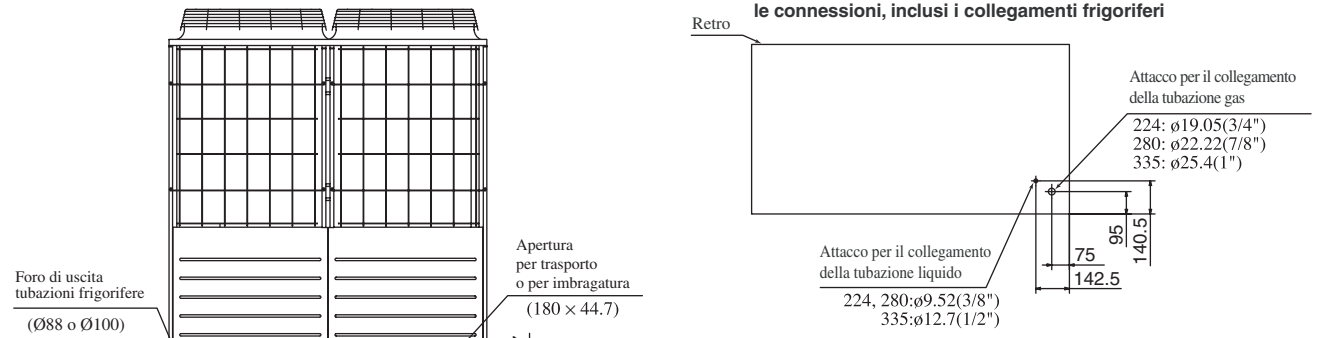 le connessioni, inclusi i collegamenti frigoriferi
Retro
Attacco per il collegamento
della tubazione gas
224: ø19.05(3/4")
280: ø22.22(7/8")
335: ø25.4(1")
95
140.5
75
142.5
Attacco per il collegamento
della tubazione liquido
224, 280:ø9.52(3/8")
335:ø12.7(1/2")
Apertura
per trasporto
o per imbragatura
(180 × 44.7)
Foro di uscita
tubazioni frigorifere
(Ø88 o Ø100)